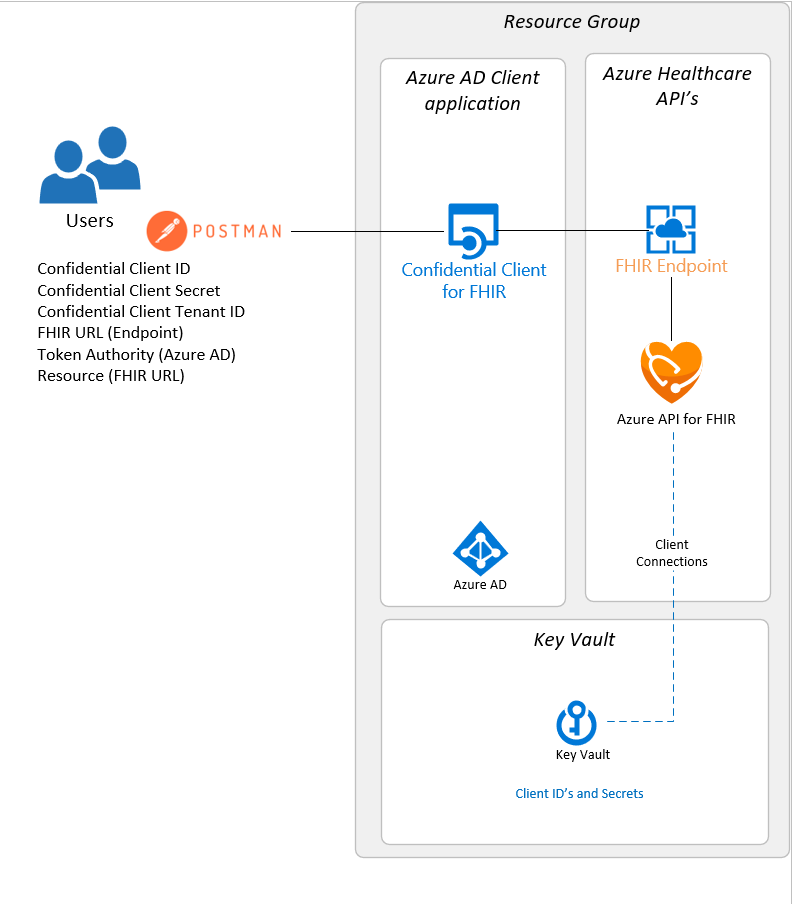 Resource Group
Azure AD Client
application
Azure Healthcare
API’s
Users
POSTMAN
Confidential Client ID
Confidential Client Secret
Confidential Client Tenant ID
FHIR URL (Endpoint)
Token Authority (Azure AD)
Resource (FHIR URL)
Confidential Client
for FHIR
FHIR Endpoint
Azure API for FHIR
Client
Connections
Azure AD
Key Vault
Key Vault
Client ID’s and Secrets